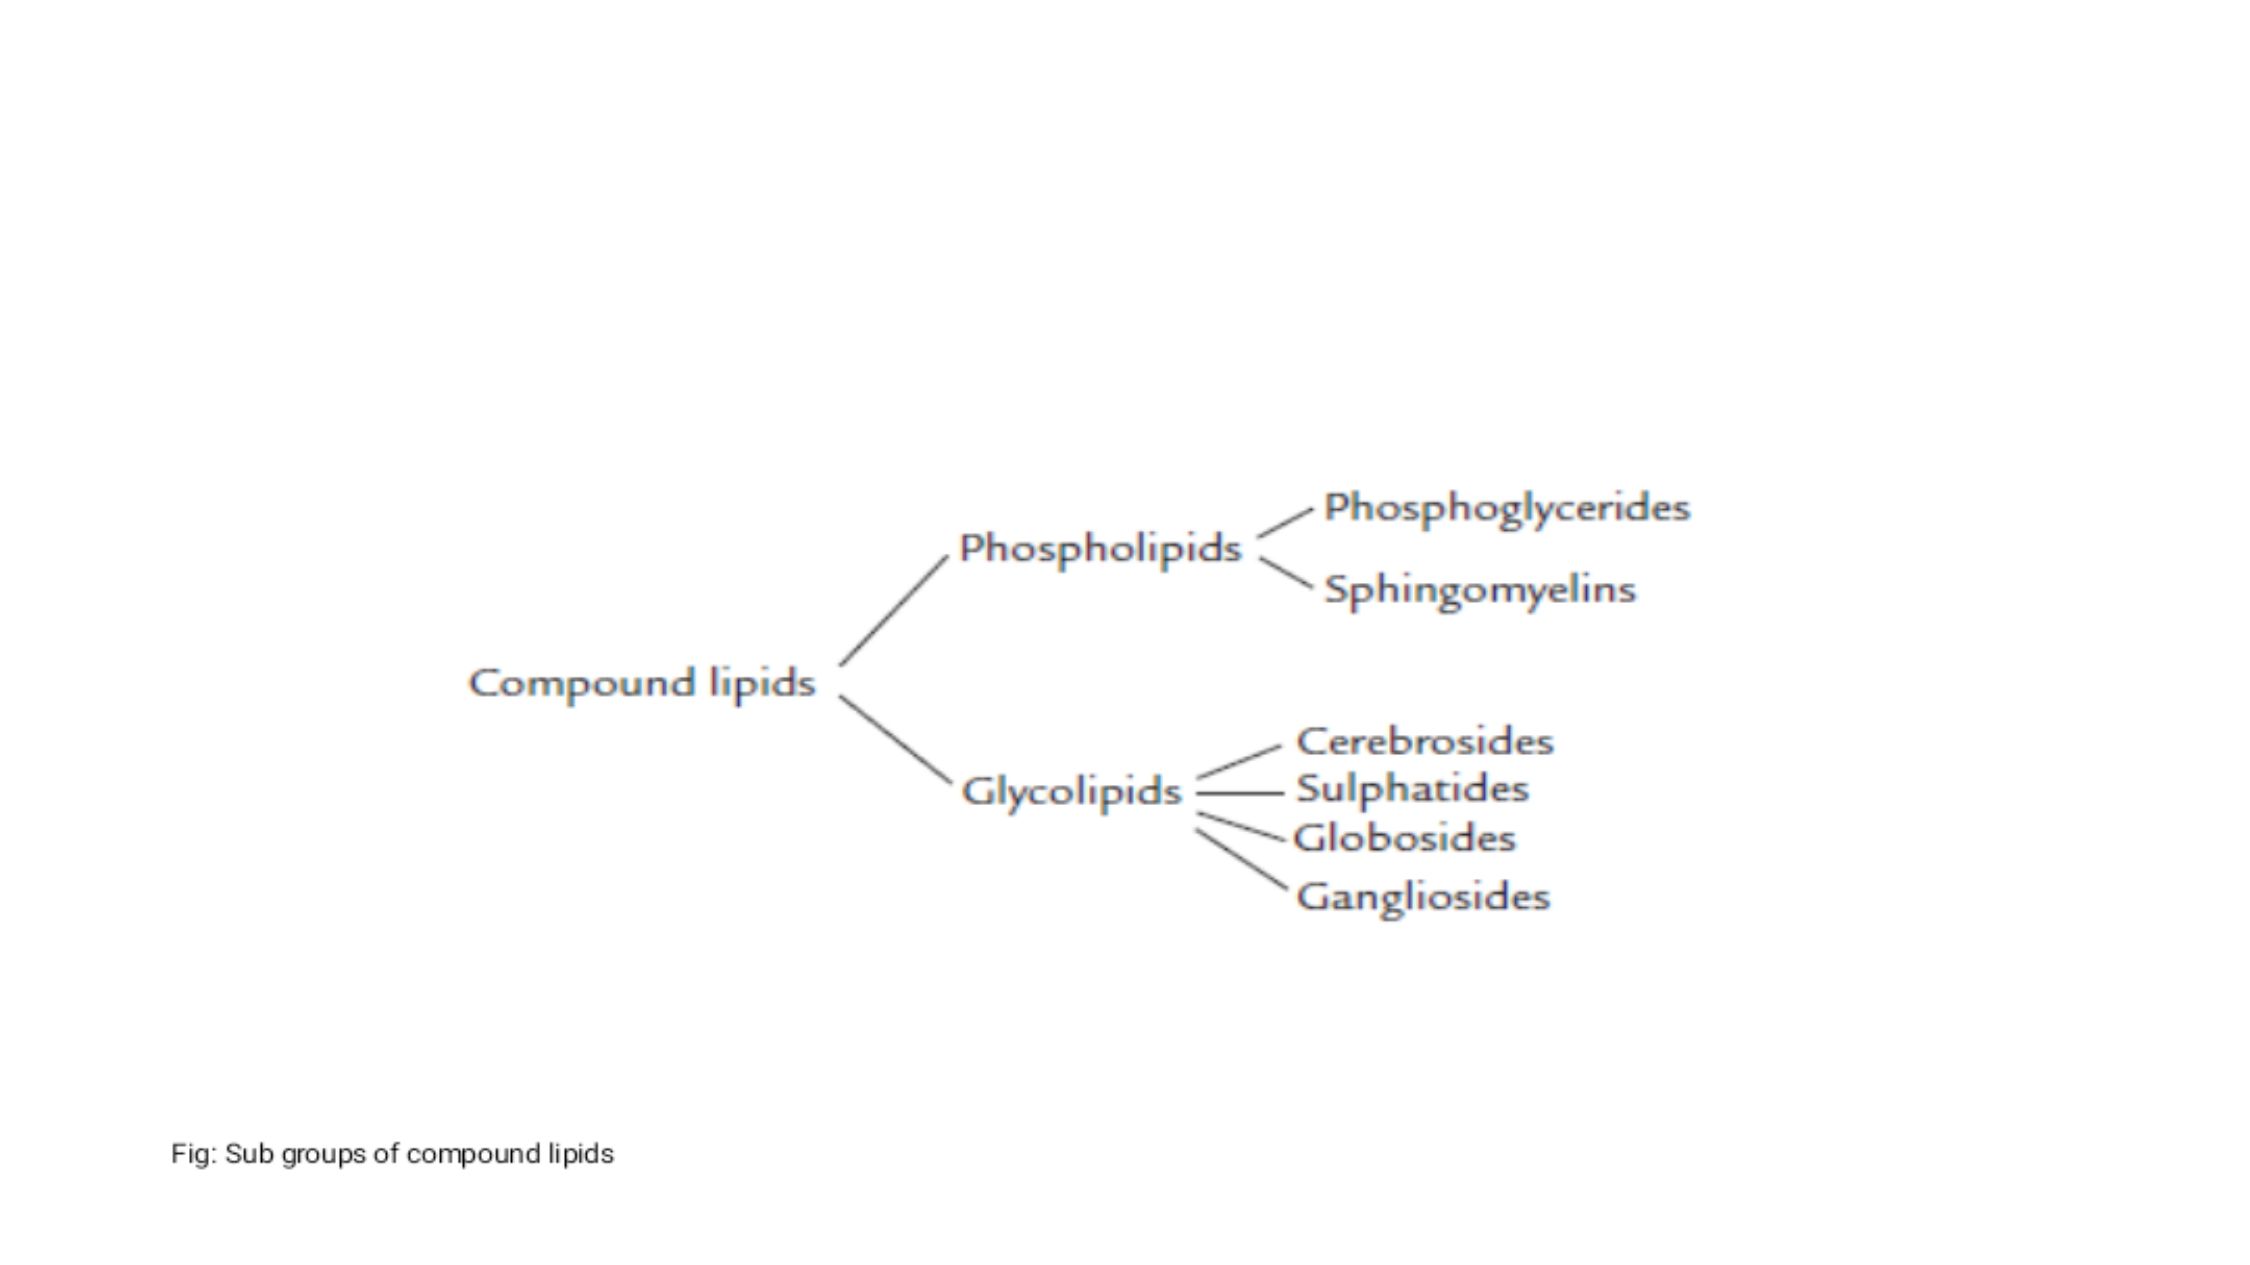 Phosphoglycerides
Phospholipids
Sphingomyelins
Compound lipids
Cerebrosides
Glycolipids
Sulphatides
Globosides
Gangliosides
Fig: Sub groups of compound lipids